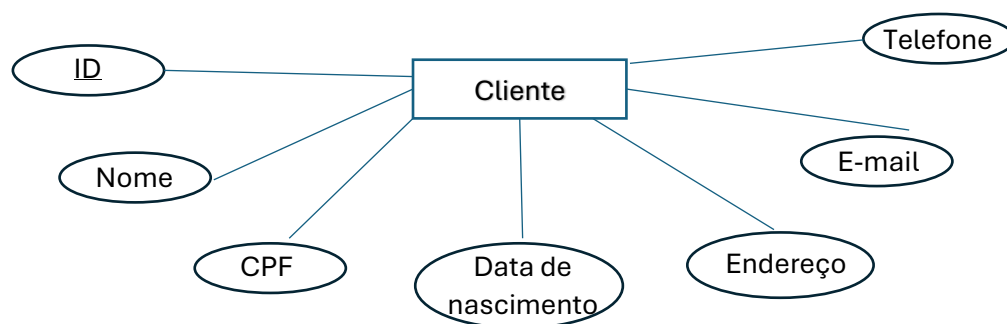 Telefone
ID
Cliente
E-mail
Nome
CPF
Data de
nascimento
Endereço